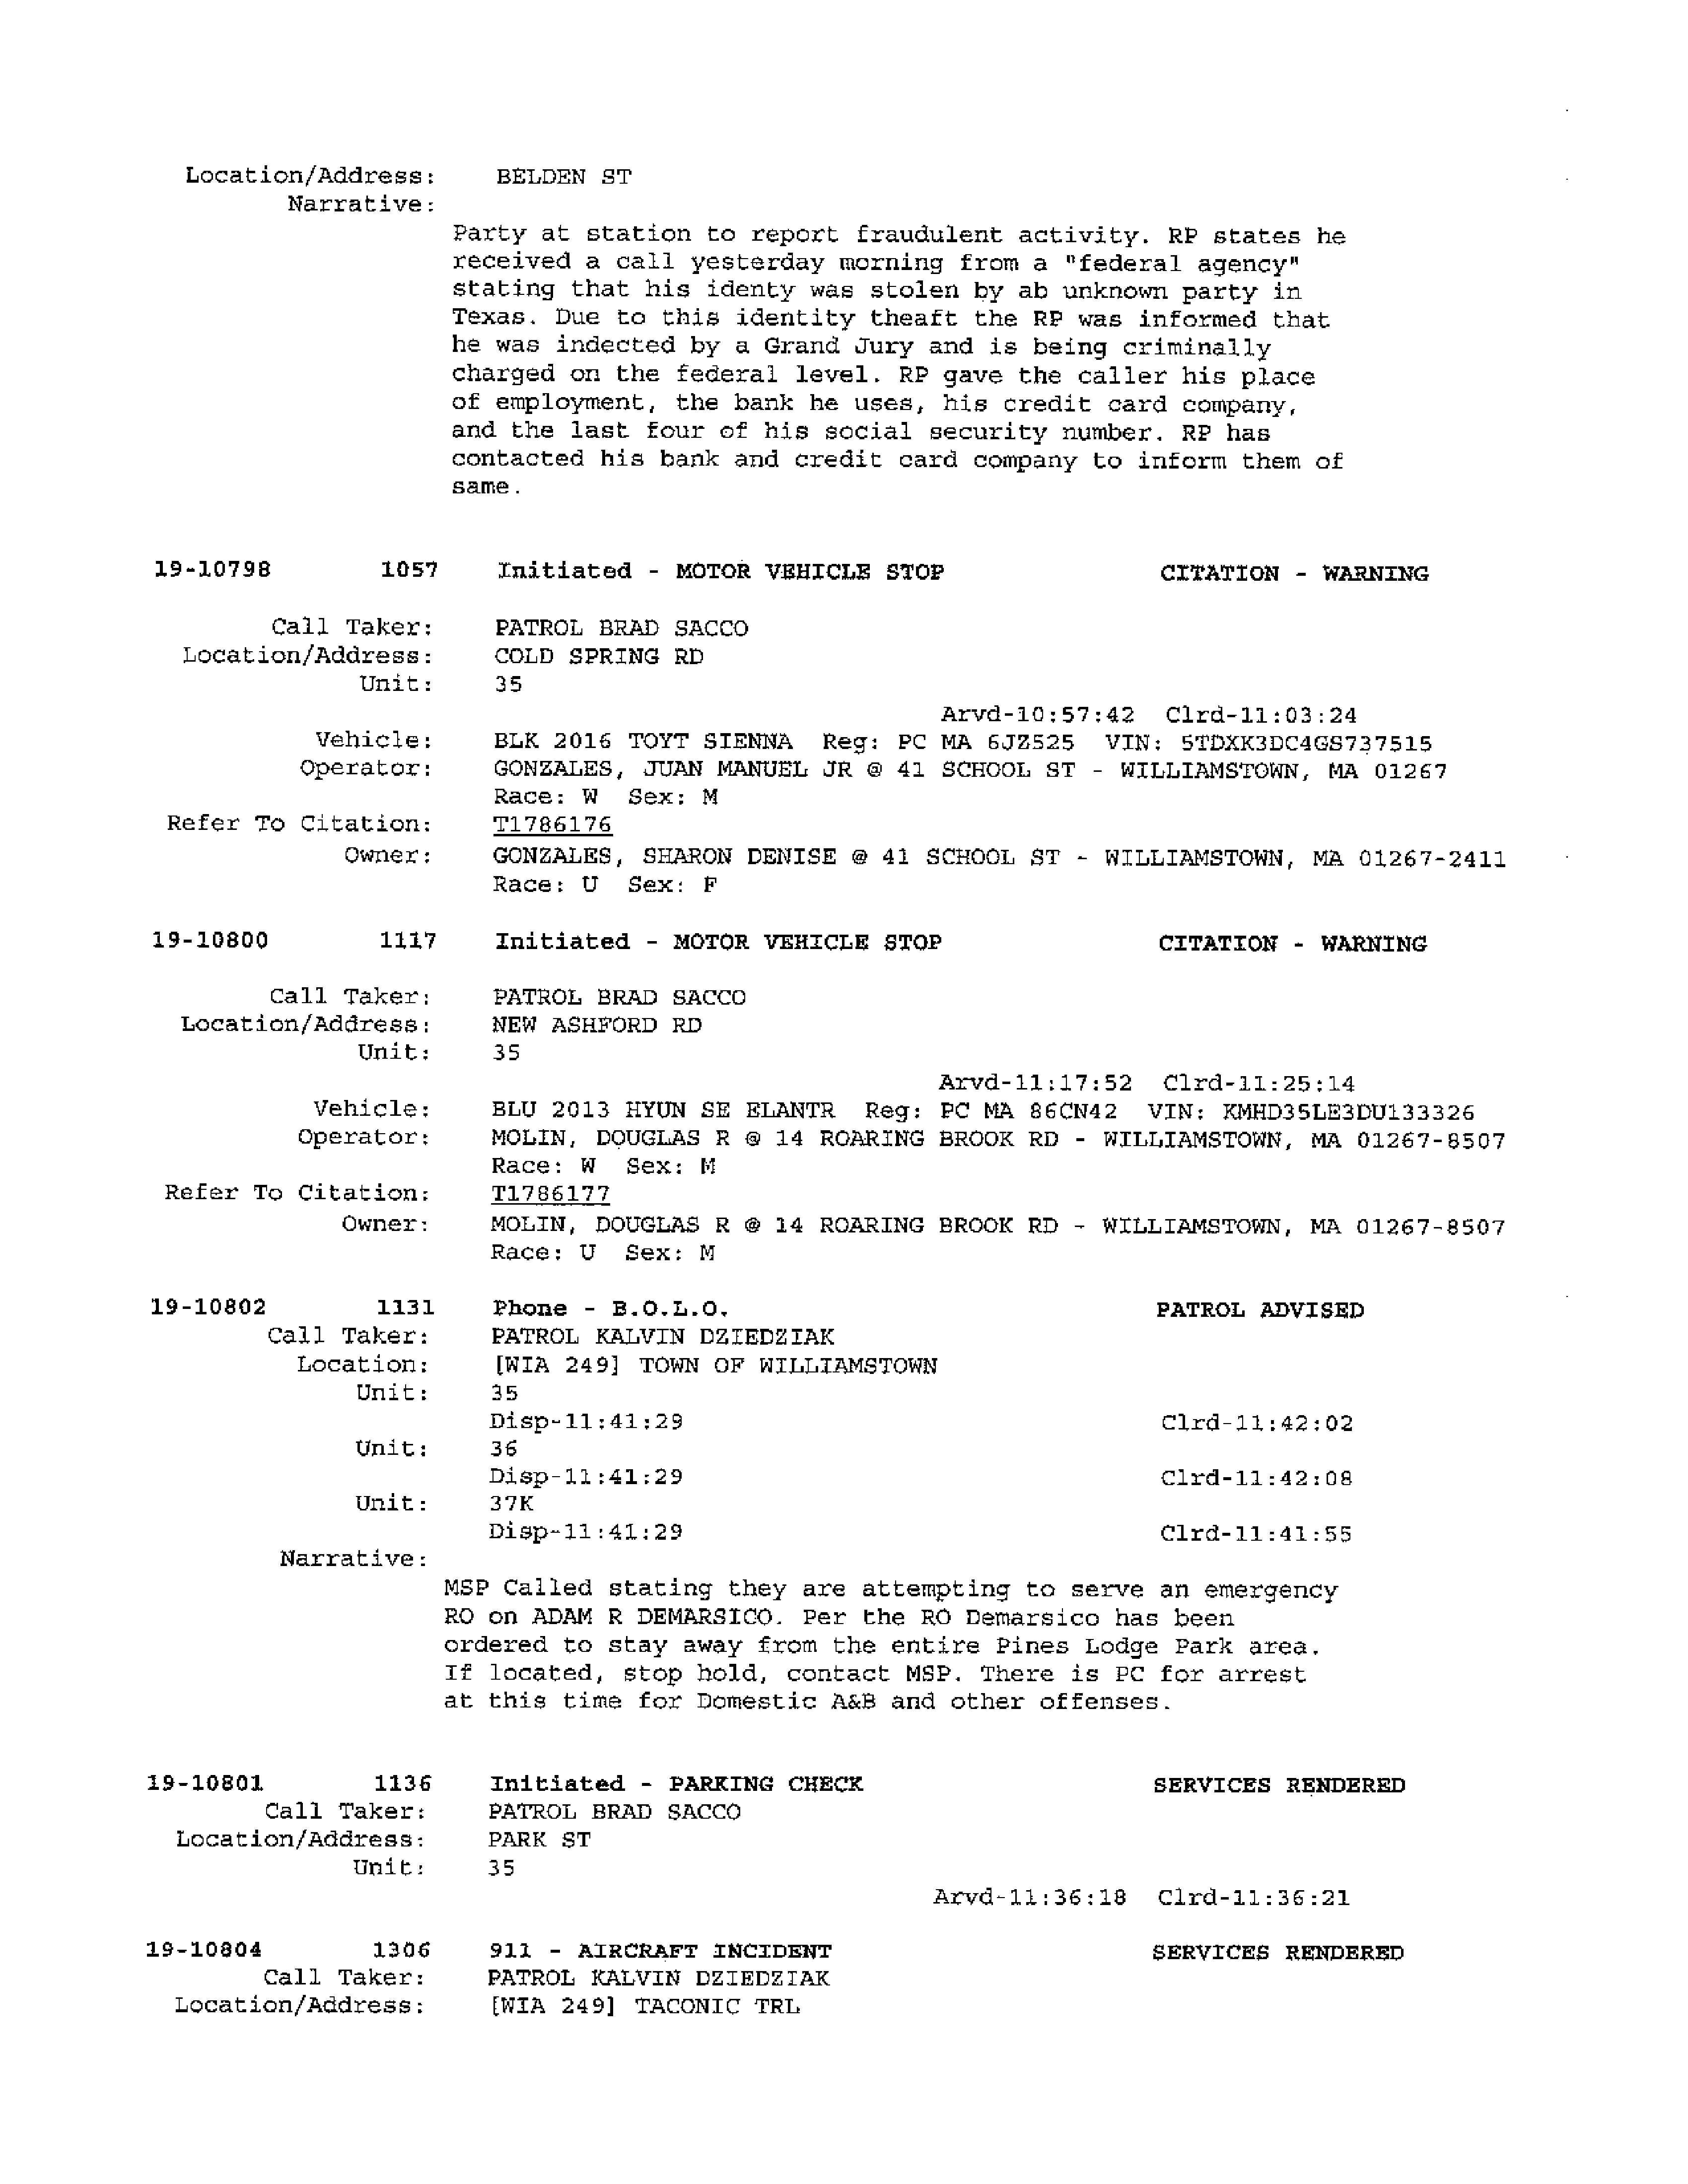 Location/Address: BELDEN ST
Narrative:
Party at station to report fraudulent activity. RP states he
received a call yesterday morning from a "federal agency"
stating that his identy was stolen by ab unknown party in
Texas. Due to this identity theaft the RP was informed that
he was indected by a Grand Jury and is being criminally
charged on the federal level. RP gave the caller his place
of employment, the bank he uses, his credit card company,
and the last four of his social security number. RP has
contacted his bank and credit card company to inform them of
same.
19-10798 1057 Initiated - MOTOR VEHICLE STOP CITATION - WARNING
Call Taker: PATROL BRAD SACCO
Location/Address: COLD SPRING RD
Unit: 35
Arvd-10:57:42 Clrd-11:03:24
Vehicle: BLK 2016 TOYT SIENNA Reg: PC MA 6JZ525 VIN: 5TDXK3DC4GS737515
Operator: GONZALES, JUAN MANUEL JR @ 41 SCHOOL ST - WILLIAMSTOWN, MA 01267
Race: W Sex: M
Refer To Citation: T1786176
Owner: GONZALES, SHARON DENISE @ 41 SCHOOL ST - WILLIAMSTOWN, MA 01267-2411
Race: U Sex: F
19-10800 1117 Initiated - MOTOR VEHICLE STOP CITATION - WARNING
Call Taker: PATROL BRAD SACCO
Location/Address: NEW ASHFORD RD
Unit: 35
Arvd-11:17:52 Clrd-11:25:14
Vehicle: BLU 2013 HYUN SE ELANTR Reg: PC MA 86CN42 VIN: KMHD35LE3DU133326
Operator: MOLIN, DOUGLAS R @ 14 ROARING BROOK RD - WILLIAMSTOWN, MA 01267-8507
Race: W Sex: M
Refer To Citation: T1786177
Owner: MOLIN, DOUGLAS R @ 14 ROARING BROOK RD - WILLIAMSTOWN, MA 01267-8507
Race: U Sex: M
19-10802 1131 Phone - B.O.L.O. PATROL ADVISED
Call Taker: PATROL KALVIN DZIEDZIAK
Location: [WIA 249] TOWN OF WILLIAMSTOWN
Unit: 35
Disp-11:41:29 Clrd-11:42:02
Unit: 36
Disp-11:41:29 Clrd-11:42:08
Unit: 37K
Disp-11:41:29 Clrd-11:41:55
Narrative:
MSP Called stating they are attempting to serve an emergency
RO on ADAM R DEMARSICO. Per the RO Demarsico has been
ordered to stay away from the entire Pines Lodge Park area.
If located, stop hold, contact MSP. There is PC for arrest
at this time for Domestic A&B and other offenses.
19-10801 1136 Initiated - PARKING CHECK SERVICES RENDERED
Call Taker: PATROL BRAD SACCO
Location/Address: PARK ST
Unit: 35
Arvd-11:36:18 Clrd-11:36:21
19-10804 1306 911 - AIRCRAFT INCIDENT SERVICES RENDERED
Call Taker: PATROL KALVIN DZIEDZIAK
Location/Address: [WIA 249] TACONIC TRL